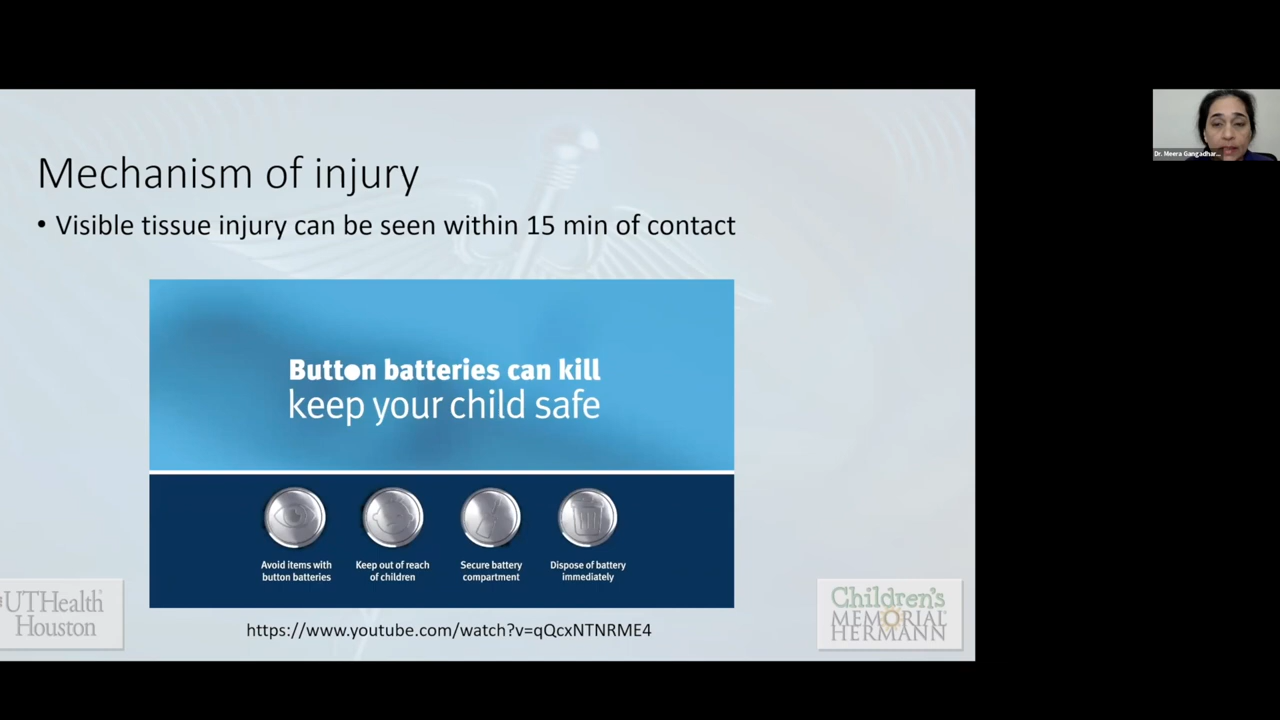 Mechanism of injury
• Visible tissue injury can be seen within 15 min of contact
Button batteries can kill
keep your child safe
Avoid items with
button batteries
Keep out of reach
of children
Secure battery
compartment
Dispose of battery
immediately
https://www.youtube.com/watch?v=qQcxNTNRME4
UTHealth
Houston
Children's
MEMORIAL
HERMANN
Dr. Meera Gangadhar...